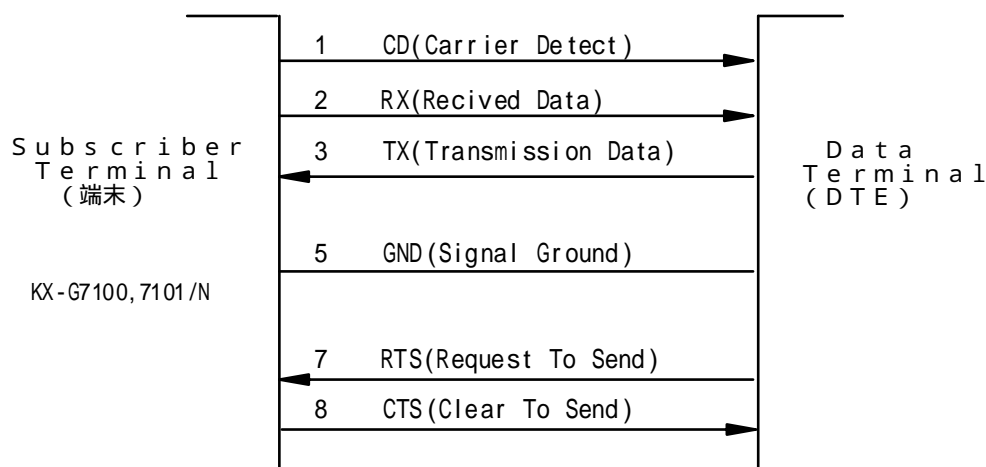 1 CD(Carrier Detect)
2 RX(Recived Data)
3 TX(Transmission Data)
Subscriber
Terminal
(端末)
Data
Terminal
(DTE)
5 GND(Signal Ground)
KX-G7100,7101/N
7 RTS(Request To Send)
8 CTS(Clear To Send)